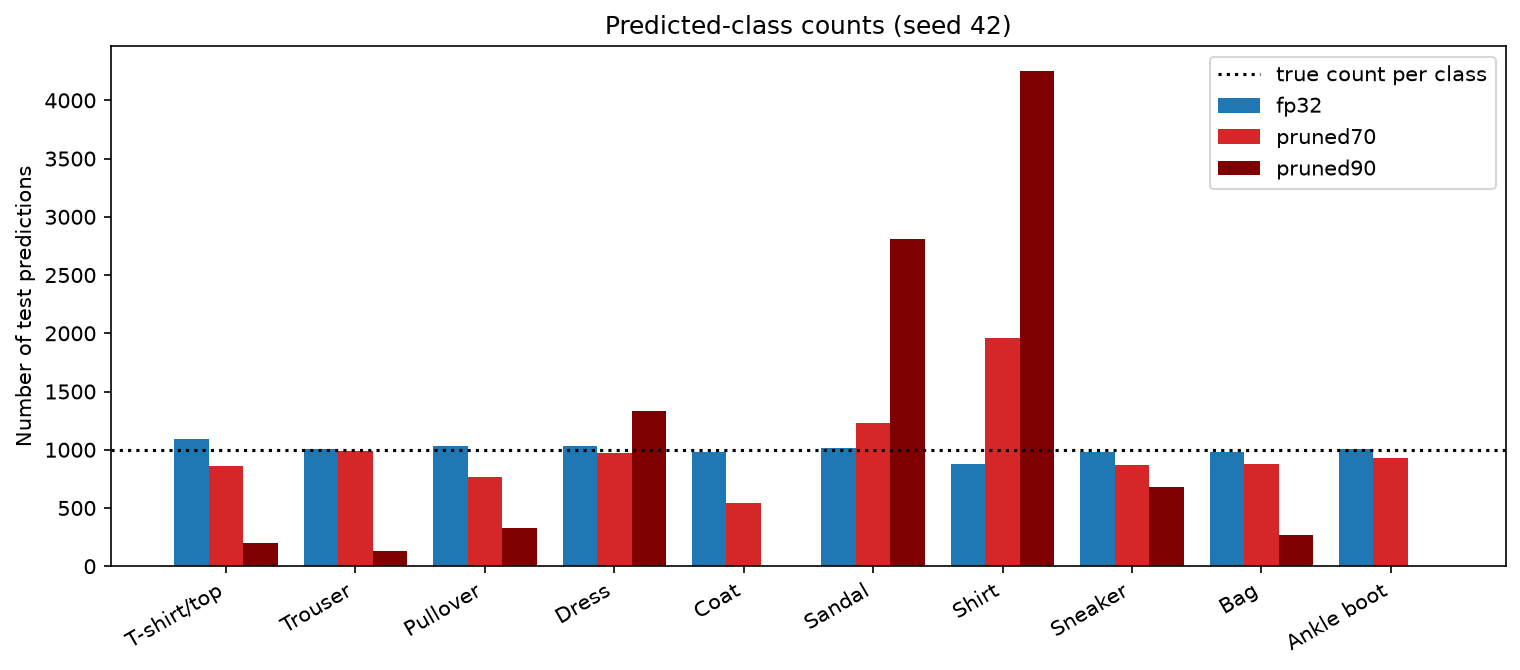 Predicted-class counts (seed 42)
true count per class
fp32
pruned70
pruned90
Number of test predictions
4000
3500
3000
2500
2000
1500
1000
500
0
T-shirt/top
Trouser
Pullover
Dress
Coat
Sandal
Shirt
Sneaker
Bag
Ankle boot